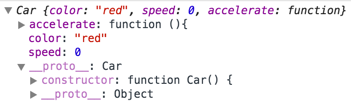 ▼ Car {color: "red", speed: 0, accelerate: function}
▶ accelerate: function (){
color: "red"
speed: 0
▼ __proto__: Car
▶ constructor: function Car() {
▶ __proto__: Object